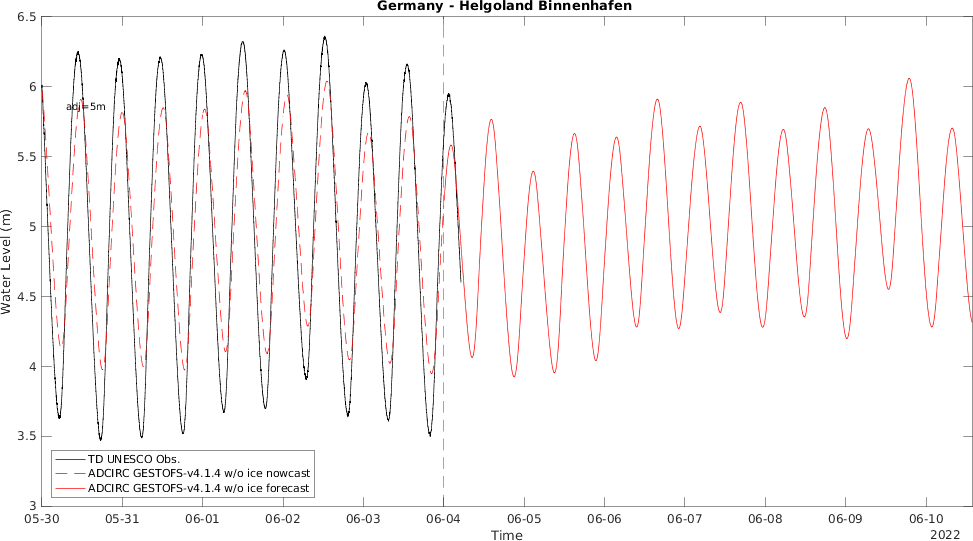 Germany - Helgoland Binnenhafen
6.5
6
5.5
5
4.5
4
3.5
3
Water Level (m)
adj=5m
TD UNESCO Obs.
ADCIRC GESTOFS-v4.1.4 w/o ice nowcast
ADCIRC GESTOFS-v4.1.4 w/o ice forecast
05-30 05-31 06-01 06-02 06-03 06-04 06-05 06-06 06-07 06-08 06-09 06-10
2022
Time